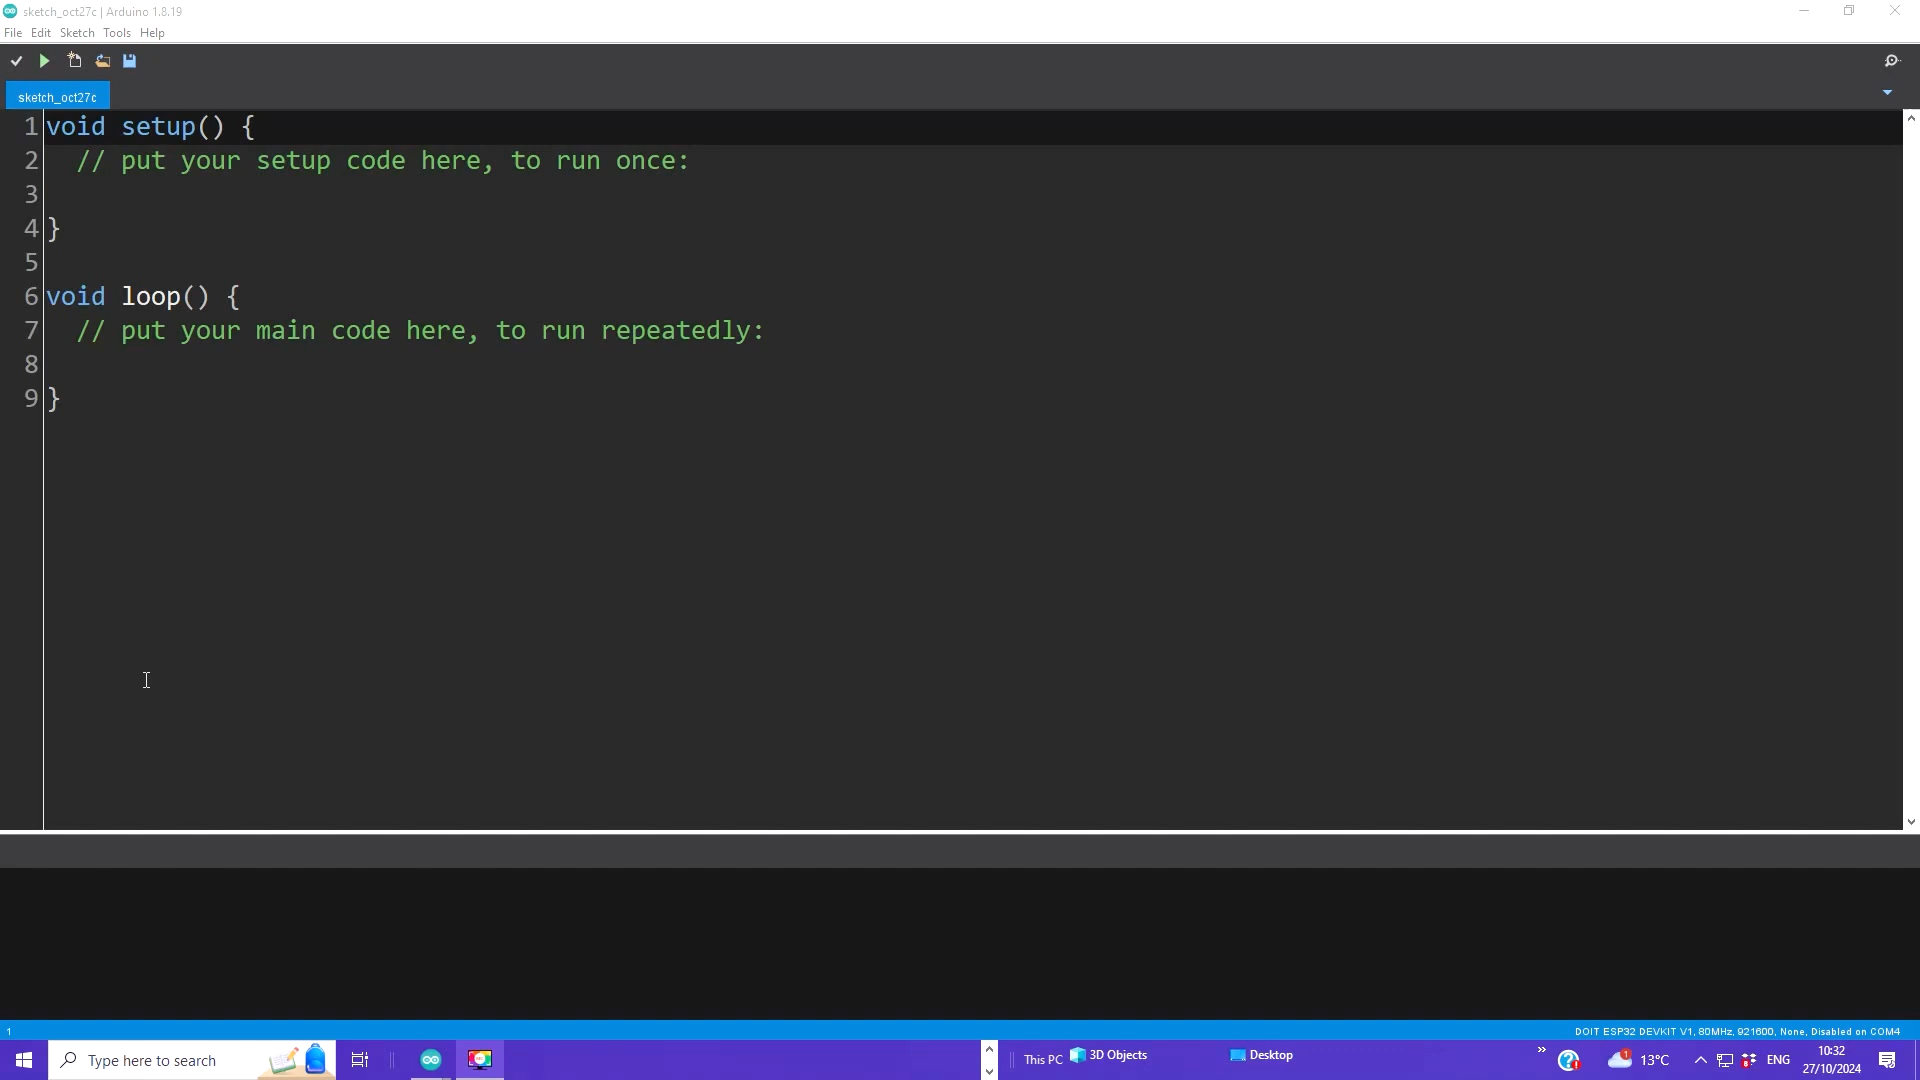 sketch_oct27c | Arduino 1.8.19
File Edit Sketch Tools Help
sketch_oct27c
1 void setup() {
2 // put your setup code here, to run once:
3
4 }
5
6 void loop() {
7 // put your main code here, to run repeatedly:
8
9 }
1
DOIT ESP32 DEVKIT V1, 80MHz, 921600, None, Disabled on COM4
Type here to search
This PC
3D Objects
Desktop
»
1
13°C
ENG
10:32
27/10/2024